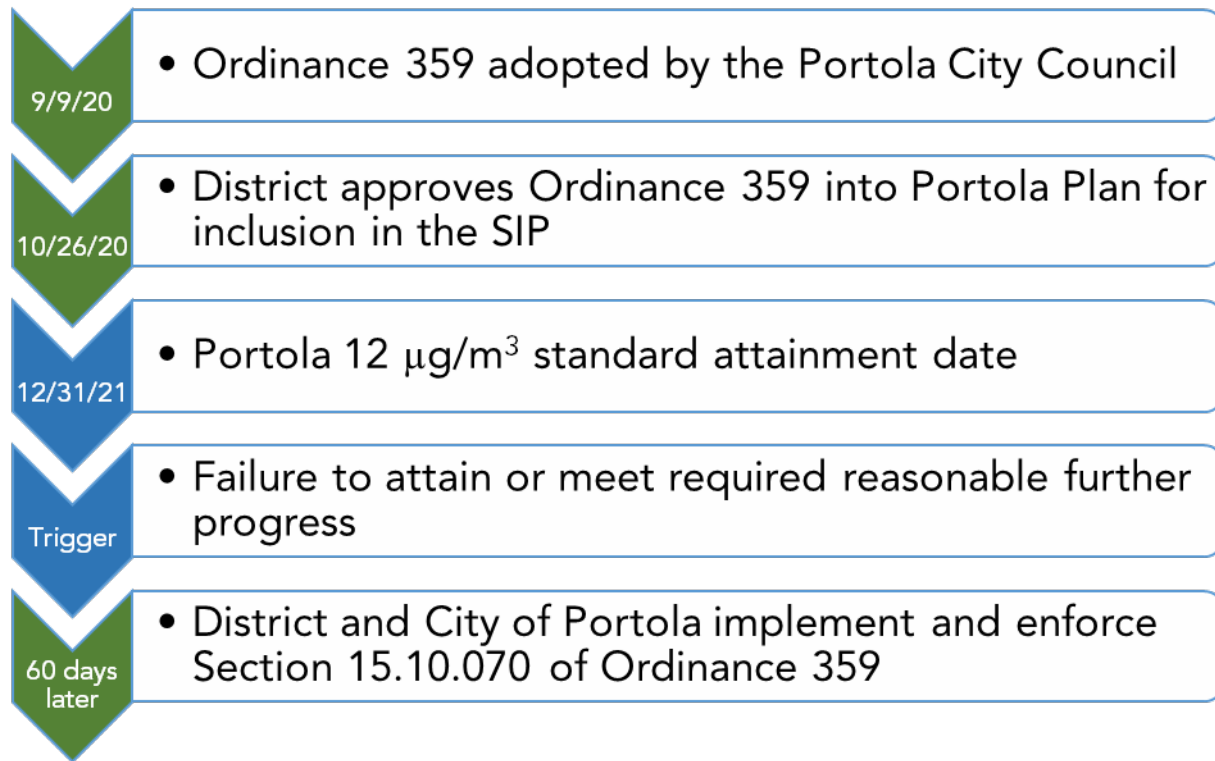 9/9/20
• Ordinance 359 adopted by the Portola City Council
10/26/20
• District approves Ordinance 359 into Portola Plan for
inclusion in the SIP
12/31/21
• Portola 12 µg/m³ standard attainment date
Trigger
• Failure to attain or meet required reasonable further
progress
60 days
later
• District and City of Portola implement and enforce
Section 15.10.070 of Ordinance 359